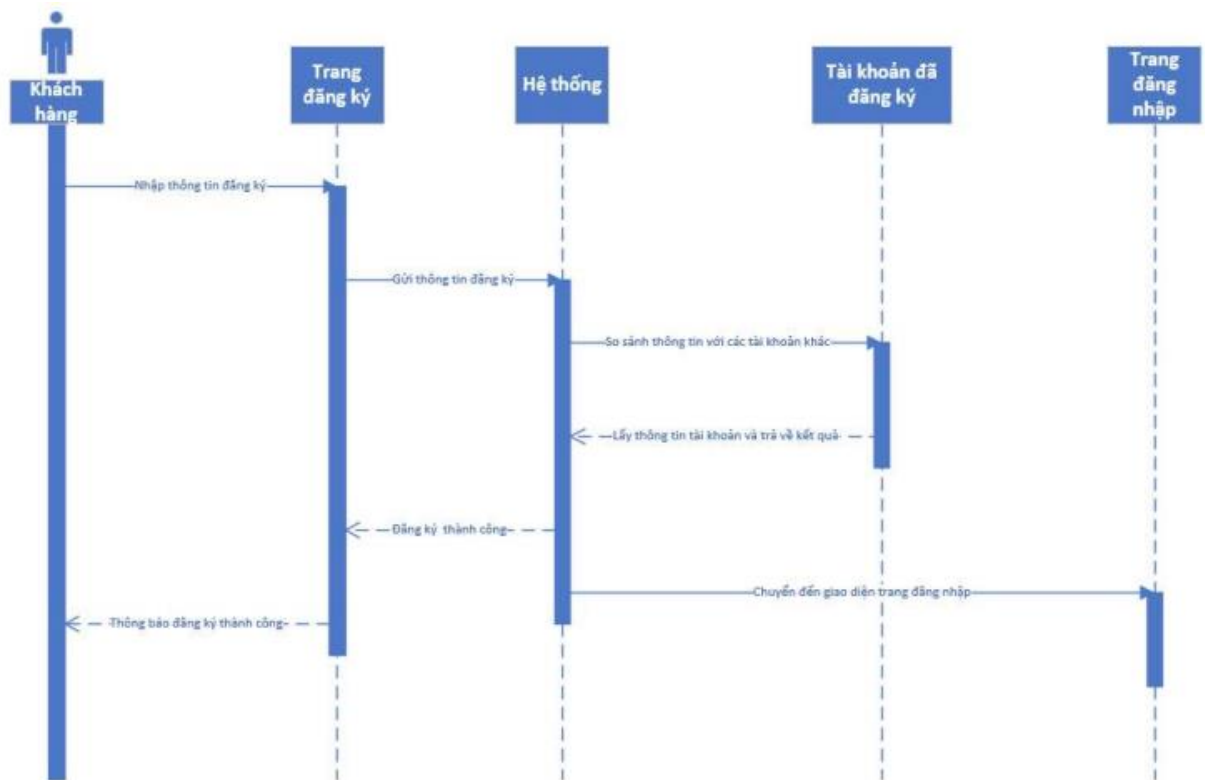 Khách
hàng
Trang
đăng ký
Hệ thống
Tài khoản đã
đăng ký
Trang
đăng
nhập
Nhập thông tin đăng ký
Gửi thông tin đăng ký
So sánh thông tin với các tài khoản khác
Lấy thông tin tài khoản và trả về kết quả
Đăng ký thành công
Chuyển đến giao diện trang đăng nhập
Thông báo đăng ký thành công